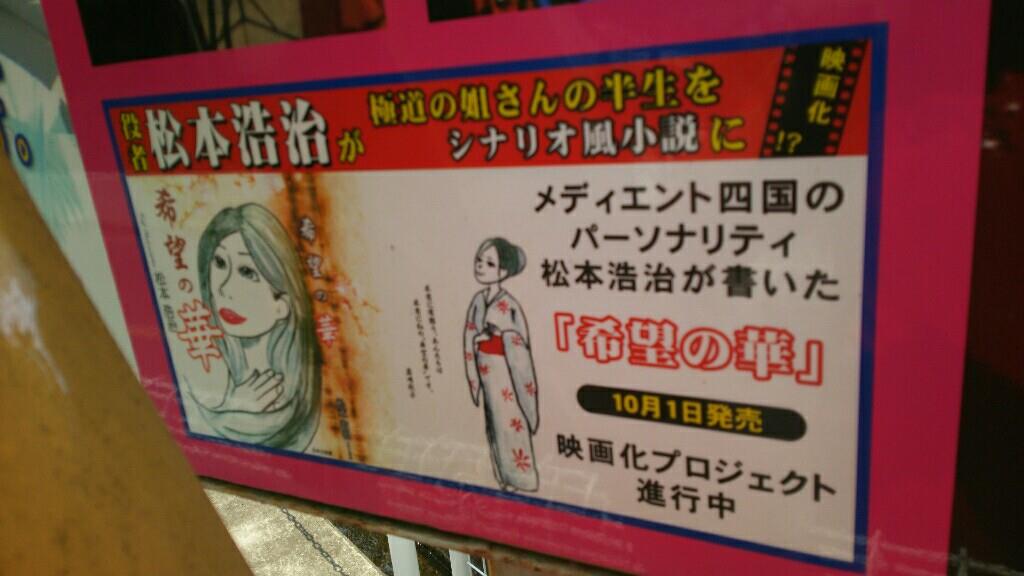 役者松本浩治が
極道の姐さんの半生を
シナリオ風小説に
映画化
!?
希望の華
松本浩治
希望の華
メディエント四国の
パーソナリティ
松本浩治が書いた
「希望の華」
10月1日発売
映画化プロジェクト
進行中